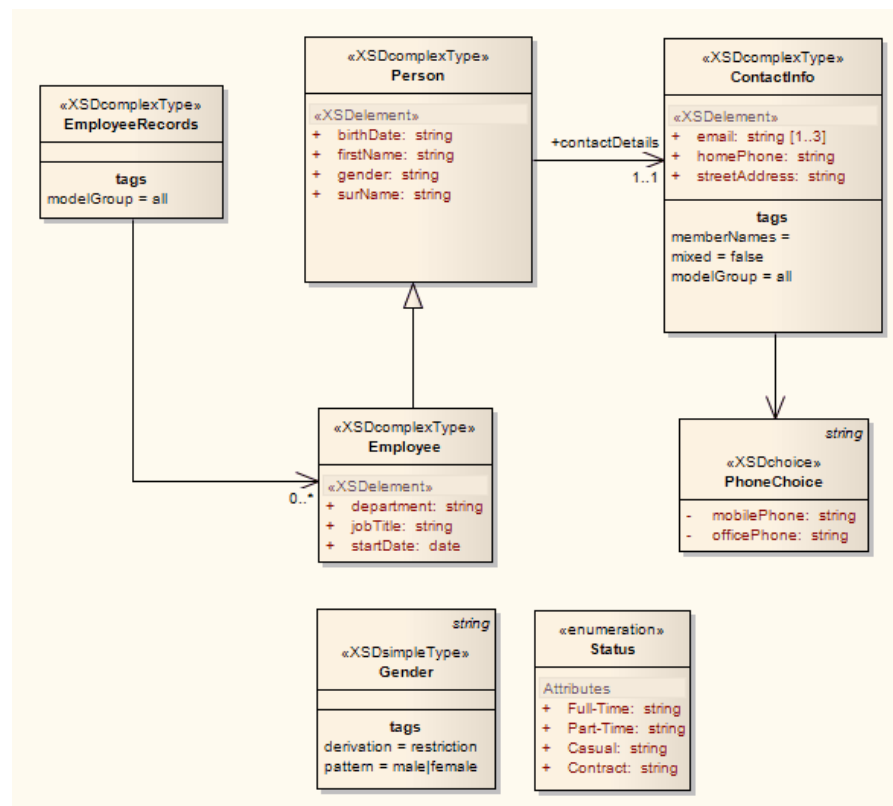 «XSDcomplexType»
EmployeeRecords
tags
modelGroup = all
«XSDcomplexType»
Person
«XSDelement»
+ birthDate: string
+ firstName: string
+ gender: string
+ surName: string
+contactDetails
1..1
«XSDcomplexType»
ContactInfo
«XSDelement»
+ email: string [1..3]
+ homePhone: string
+ streetAddress: string
tags
memberNames =
mixed = false
modelGroup = all
0..*
«XSDcomplexType»
Employee
«XSDelement»
+ department: string
+ jobTitle: string
+ startDate: date
string
«XSDchoice»
PhoneChoice
- mobilePhone: string
- officePhone: string
string
«XSDsimpleType»
Gender
tags
derivation = restriction
pattern = male|female
«enumeration»
Status
Attributes
+ Full-Time: string
+ Part-Time: string
+ Casual: string
+ Contract: string